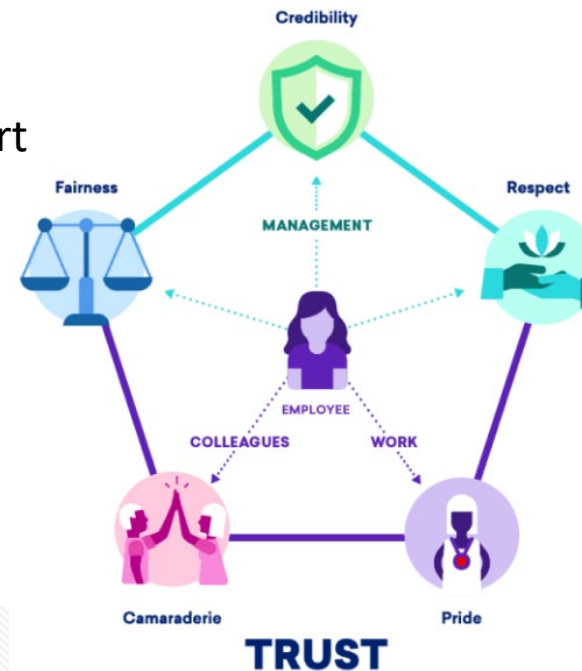 Credibility
rt
Fairness
Respect
MANAGEMENT
EMPLOYEE
COLLEAGUES
WORK
Camaraderie
Pride
TRUST